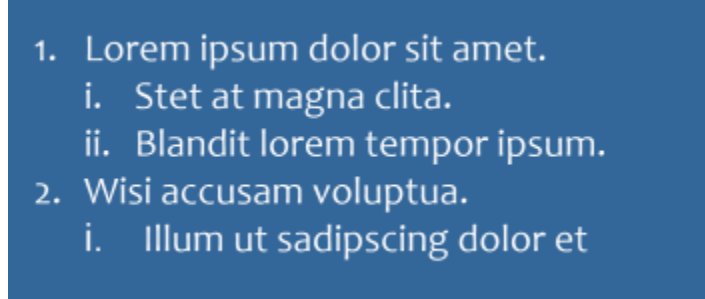 1. Lorem ipsum dolor sit amet.
i. Stet at magna clita.
ii. Blandit lorem tempor ipsum.
2. Wisi accusam voluptua.
i. Illum ut sadipscing dolor et